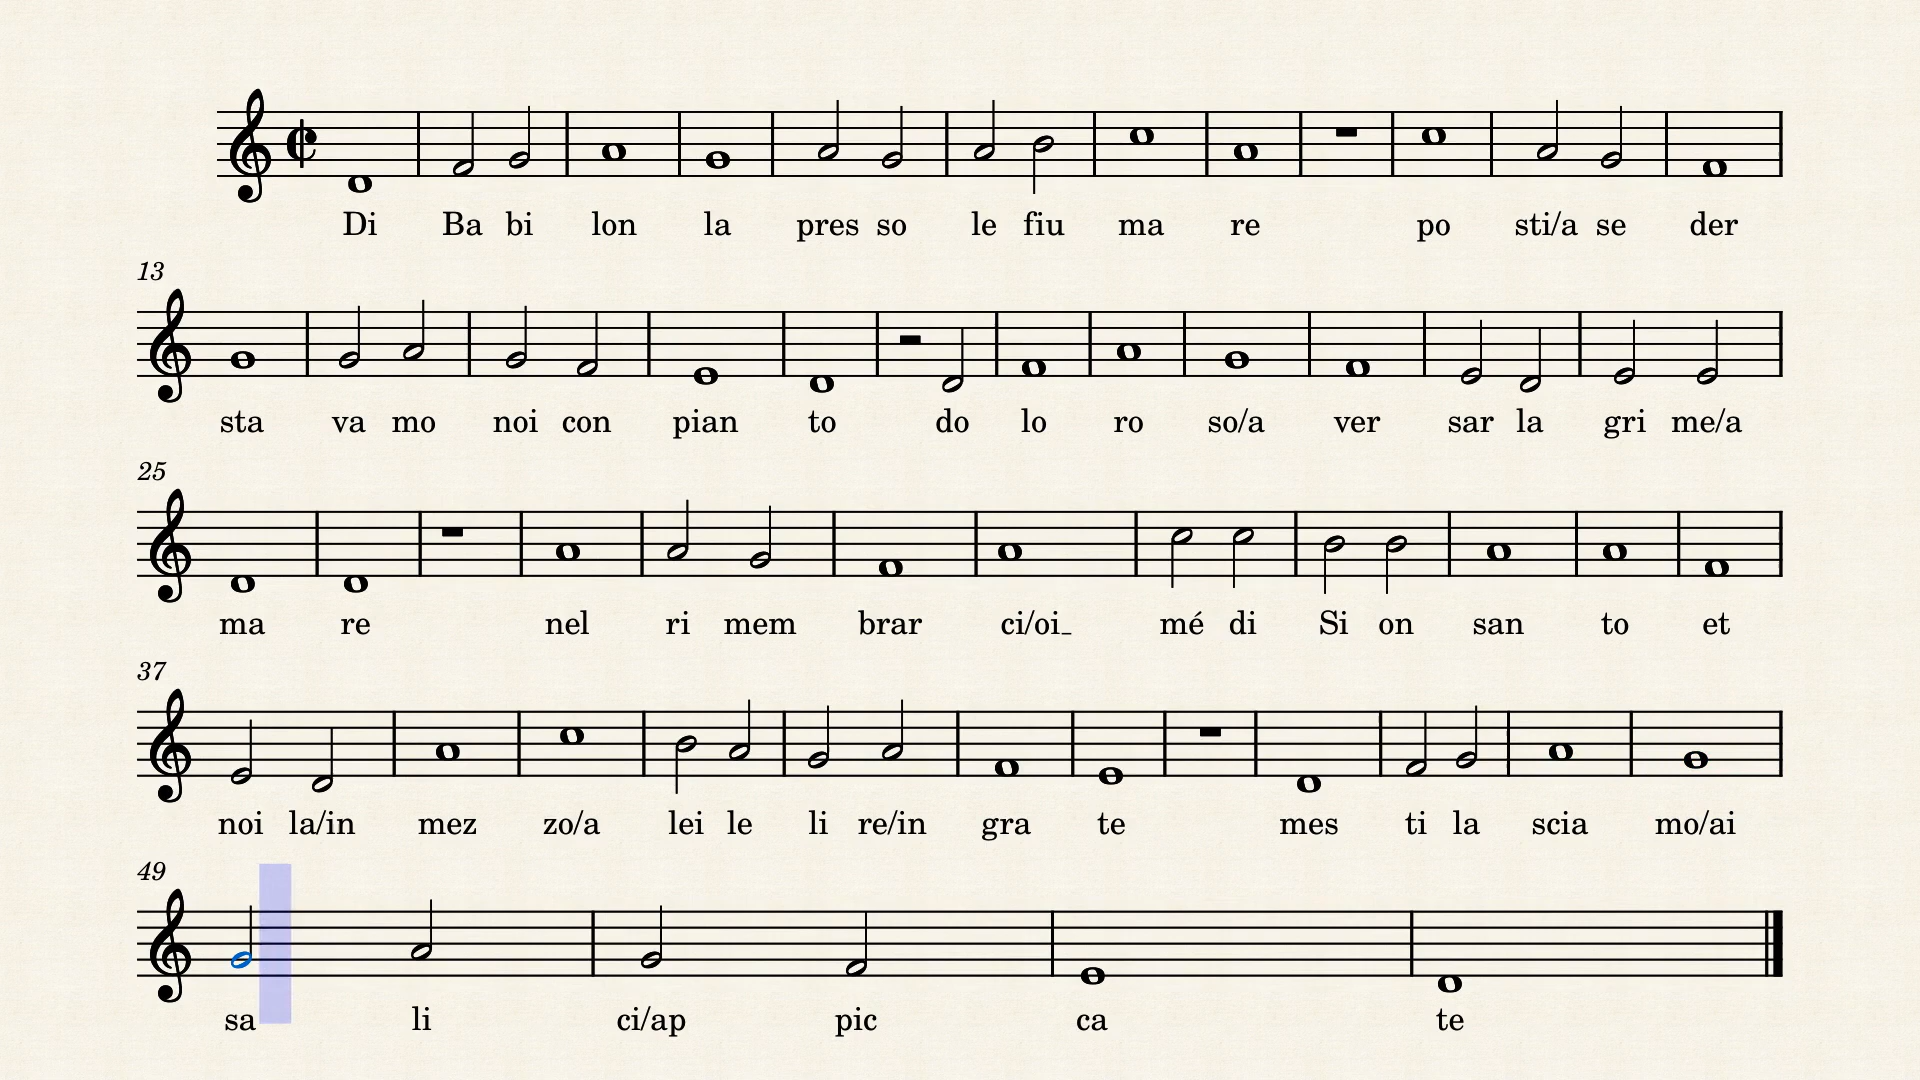 Di Ba bi lon la pres so le fiu ma re po sti/a se der
13
sta va mo noi con pian to do lo ro so/a ver sar la gri me/a
25
ma re nel ri mem brar ci/oi_ mé di Si on san to et
37
noi la/in mez zo/a lei le li re/in gra te mes ti la scia mo/ai
49
sa li ci/ap pic ca te